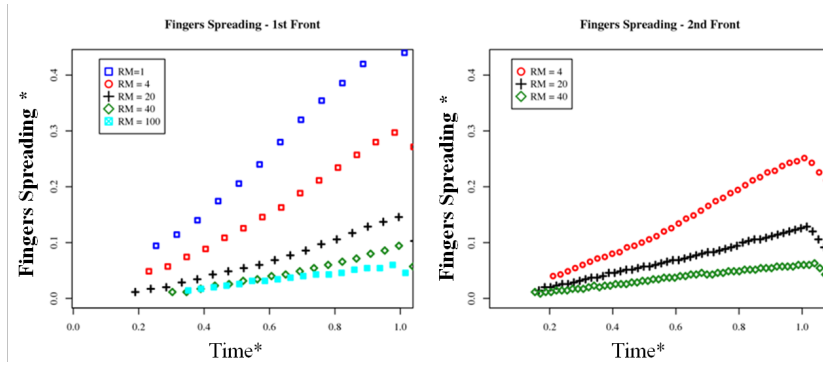 Fingers Spreading - 1st Front
Fingers Spreading *
0.0
0.1
0.2
0.3
0.4
RM=1
RM = 4
RM = 20
RM = 40
RM = 100
0.0
0.2
0.4
0.6
0.8
1.0
Time*
Fingers Spreading - 2nd Front
Fingers Spreading *
0.0
0.1
0.2
0.3
0.4
RM = 4
RM = 20
RM = 40
0.2
0.4
0.6
0.8
1.0
Time*